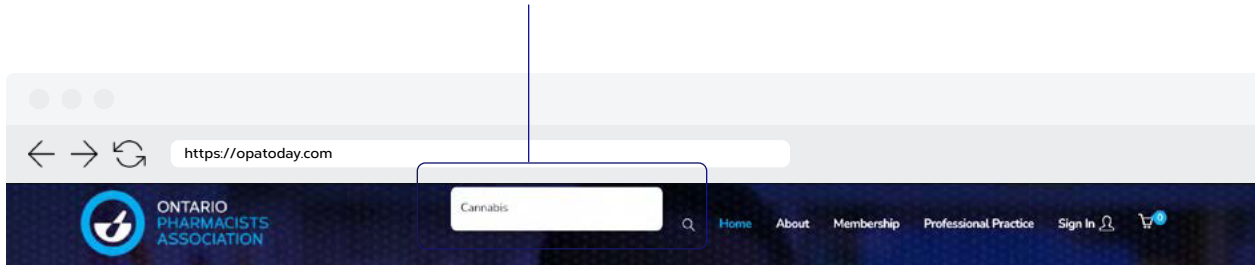 https://opatoday.com
ONTARIO
PHARMACISTS
ASSOCIATION
Cannabis
Home About Membership Professional Practice Sign In 0